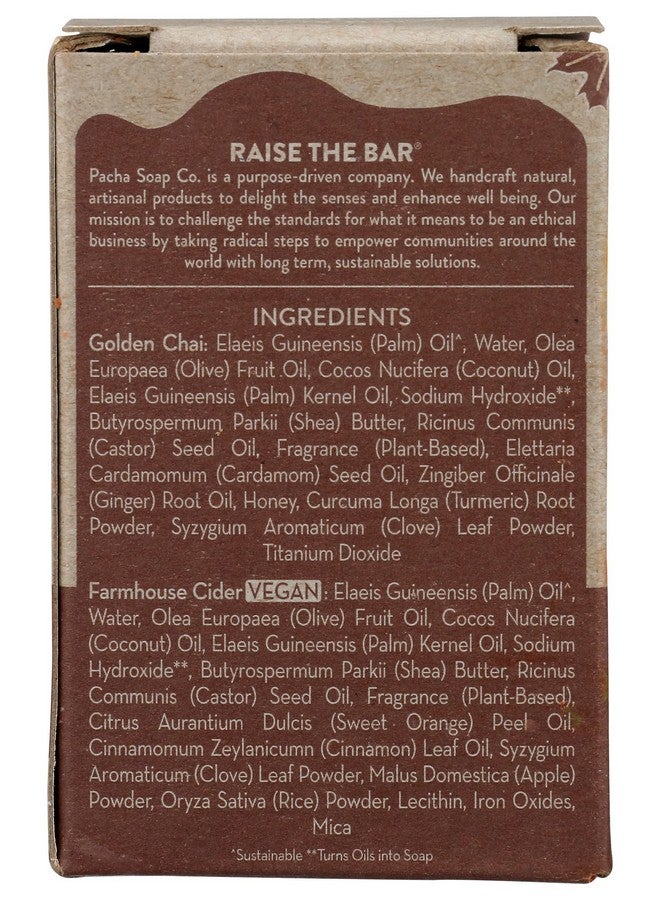 RAISE THE BAR®
Pacha Soap Co. is a purpose-driven company. We handcraft natural,
artisanal products to delight the senses and enhance well being. Our
mission is to challenge the standards for what it means to be an ethical
business by taking radical steps to empower communities around the
world with long term, sustainable solutions.
INGREDIENTS
Golden Chai: Elaeis Guineensis (Palm) Oil^, Water, Olea
Europaea (Olive) Fruit Oil, Cocos Nucifera (Coconut) Oil,
Elaeis Guineensis (Palm) Kernel Oil, Sodium Hydroxide**,
Butyrospermum Parkii (Shea) Butter, Ricinus Communis
(Castor) Seed Oil, Fragrance (Plant-Based), Elettaria
Cardamomum (Cardamom) Seed Oil, Zingiber Officinale
(Ginger) Root Oil, Honey, Curcuma Longa (Turmeric) Root
Powder, Syzygium Aromaticum (Clove) Leaf Powder,
Titanium Dioxide
Farmhouse Cider VEGAN: Elaeis Guineensis (Palm) Oil^,
Water, Olea Europaea (Olive) Fruit Oil, Cocos Nucifera
(Coconut) Oil, Elaeis Guineensis (Palm) Kernel Oil, Sodium
Hydroxide**, Butyrospermum Parkii (Shea) Butter, Ricinus
Communis (Castor) Seed Oil, Fragrance (Plant-Based),
Citrus Aurantium Dulcis (Sweet Orange) Peel Oil,
Cinnamomum Zeylanicumn (Cinnamon) Leaf Oil, Syzygium
Aromaticum (Clove) Leaf Powder, Malus Domestica (Apple)
Powder, Oryza Sativa (Rice) Powder, Lecithin, Iron Oxides,
Mica
^Sustainable **Turns Oils into Soap